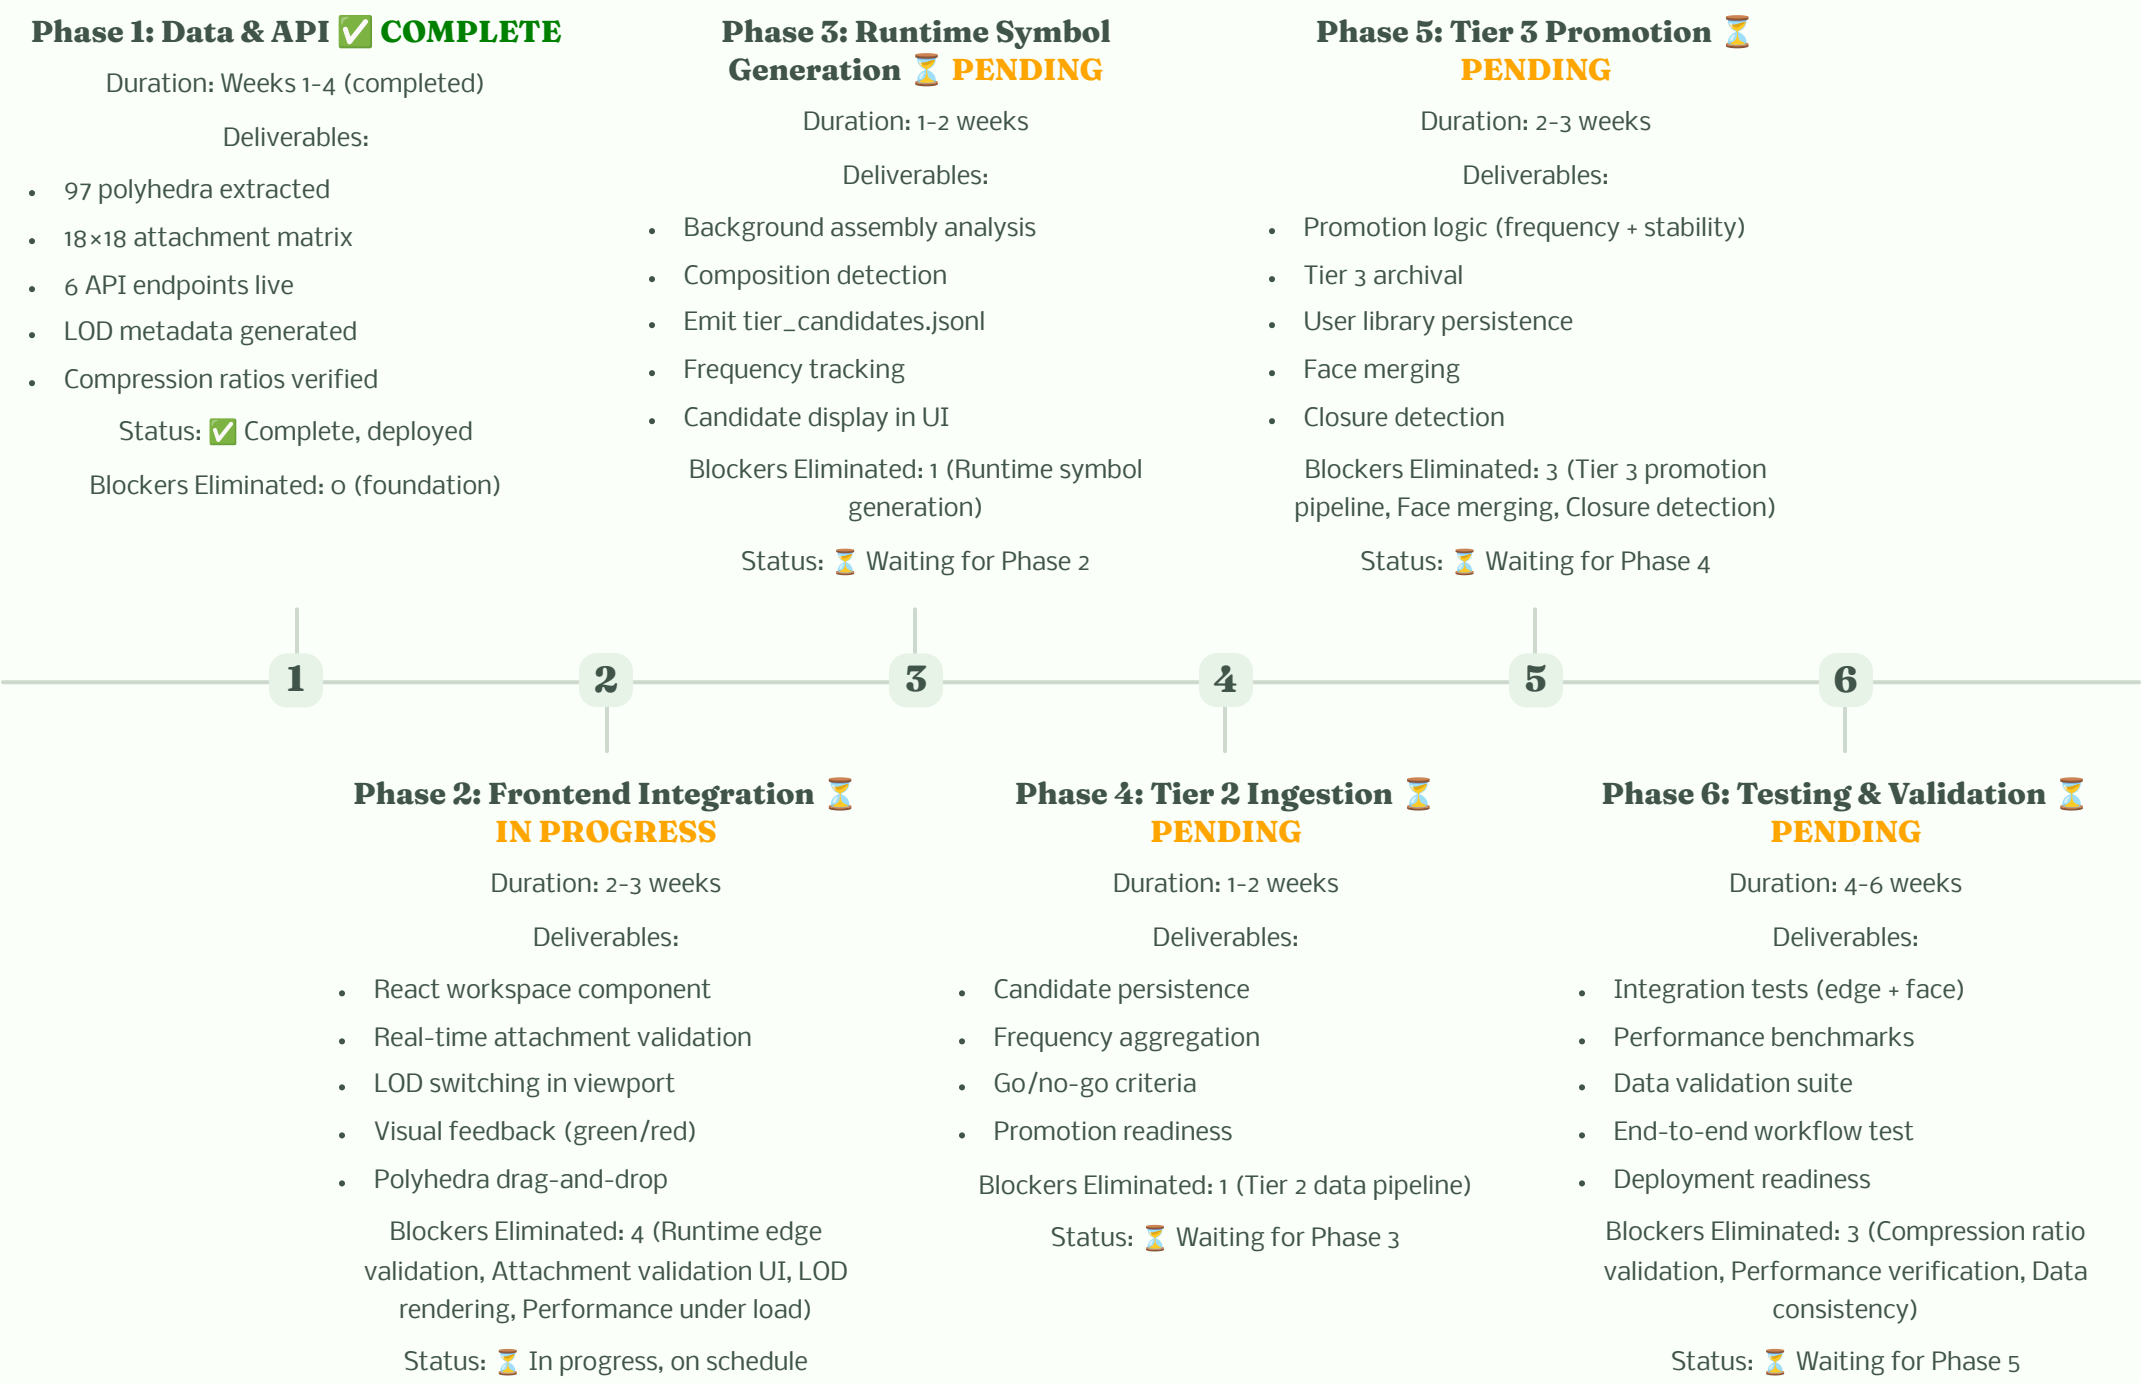 Phase 1: Data & API ✅ COMPLETE
Duration: Weeks 1-4 (completed)
Deliverables:
• 97 polyhedra extracted
• 18×18 attachment matrix
• 6 API endpoints live
• LOD metadata generated
• Compression ratios verified
Status: ✅ Complete, deployed
Blockers Eliminated: 0 (foundation)
Phase 3: Runtime Symbol
Generation ⏳ PENDING
Duration: 1-2 weeks
Deliverables:
• Background assembly analysis
• Composition detection
• Emit tier_candidates.jsonl
• Frequency tracking
• Candidate display in UI
Blockers Eliminated: 1 (Runtime symbol
generation)
Status: ⏳ Waiting for Phase 2
Phase 5: Tier 3 Promotion ⏳
PENDING
Duration: 2-3 weeks
Deliverables:
• Promotion logic (frequency + stability)
• Tier 3 archival
• User library persistence
• Face merging
• Closure detection
Blockers Eliminated: 3 (Tier 3 promotion
pipeline, Face merging, Closure detection)
Status: ⏳ Waiting for Phase 4
1
2
3
4
5
6
Phase 2: Frontend Integration ⏳
IN PROGRESS
Duration: 2-3 weeks
Deliverables:
• React workspace component
• Real-time attachment validation
• LOD switching in viewport
• Visual feedback (green/red)
• Polyhedra drag-and-drop
Blockers Eliminated: 4 (Runtime edge
validation, Attachment validation UI, LOD
rendering, Performance under load)
Status: ⏳ In progress, on schedule
Phase 4: Tier 2 Ingestion ⏳
PENDING
Duration: 1-2 weeks
Deliverables:
• Candidate persistence
• Frequency aggregation
• Go/no-go criteria
• Promotion readiness
Blockers Eliminated: 1 (Tier 2 data pipeline)
Status: ⏳ Waiting for Phase 3
Phase 6: Testing & Validation ⏳
PENDING
Duration: 4-6 weeks
Deliverables:
• Integration tests (edge + face)
• Performance benchmarks
• Data validation suite
• End-to-end workflow test
• Deployment readiness
Blockers Eliminated: 3 (Compression ratio
validation, Performance verification, Data
consistency)
Status: ⏳ Waiting for Phase 5